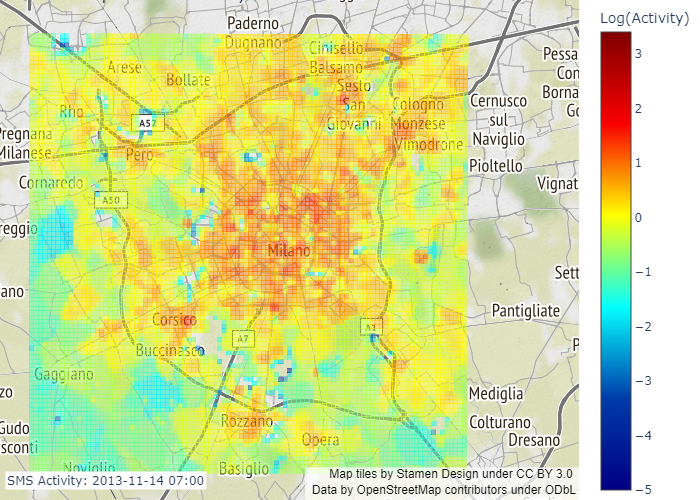 Log(Activity)
Paderno
Dugnano
Cinisello
Balsamo
Arese
Bollate
Sesto
San
Giovanni
Rho
A52
Cologno
Monzese
Vimodrone
Cernusco
sul
Naviglio
Pessa
Con
Borna
Go
Pregnana
Milanese
Pero
Pioltello
Cornaredo
A50
Vignat
reggio
Milano
Sett
ano
Pantigliate
Corsico
A7
A1
Buccinasco
Gaggiano
P
zo
Mediglia
Rozzano
Colturano
Gudo
sconti
Opera
Dresano
Noviglio
Basiglio
SMS Activity: 2013-11-14 07:00
Map tiles by Stamen Design under CC BY 3.0
Data by OpenStreetMap contributors under ODbL
3
2
1
0
−1
−2
−3
−4
−5